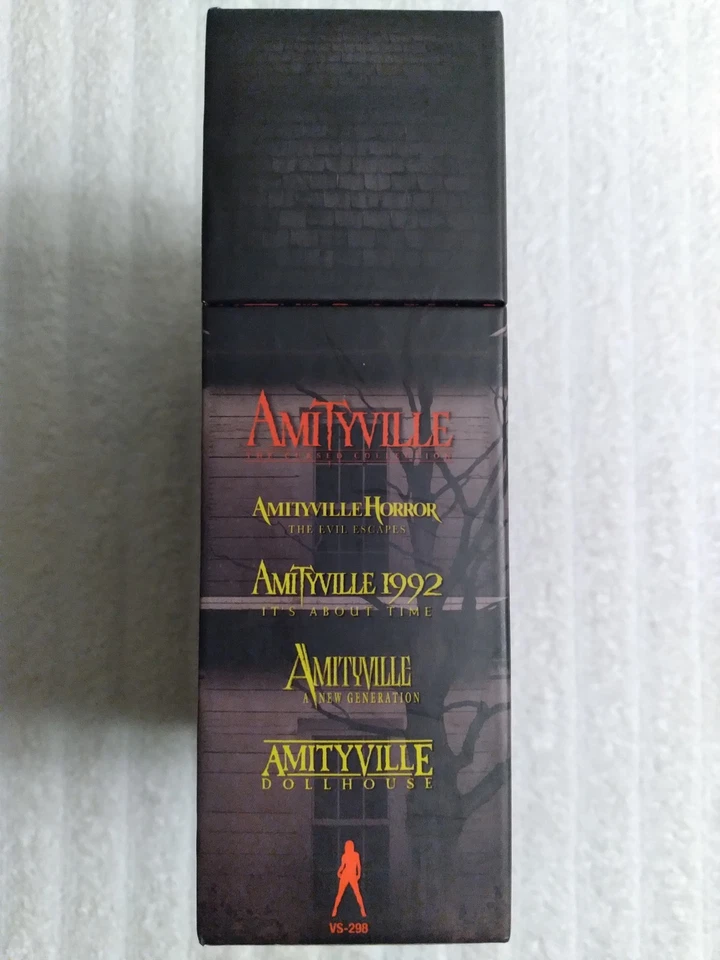 AMITYVILLE
THE CURSED COLLECTION
AMITYVILLE HORROR
THE EVIL ESCAPES
AMITYVILLE 1992
IT'S ABOUT TIME
AMITYVILLE
A NEW GENERATION
AMITYVILLE
DOLLHOUSE
VS-298